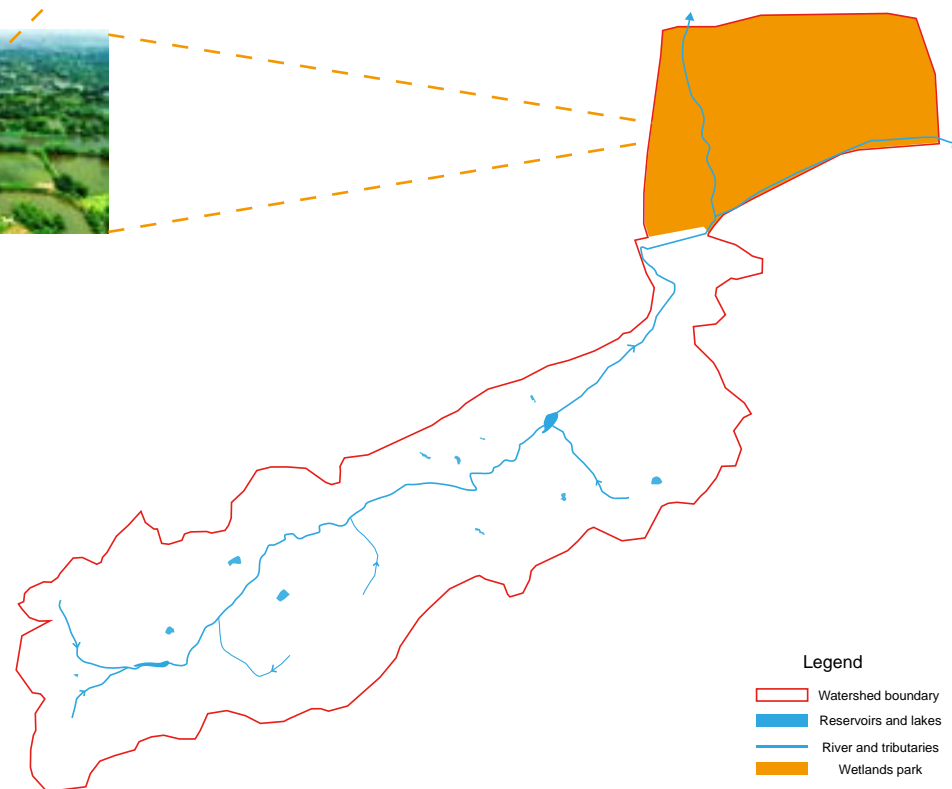 Legend
Watershed boundary
Reservoirs and lakes
River and tributaries
Wetlands park